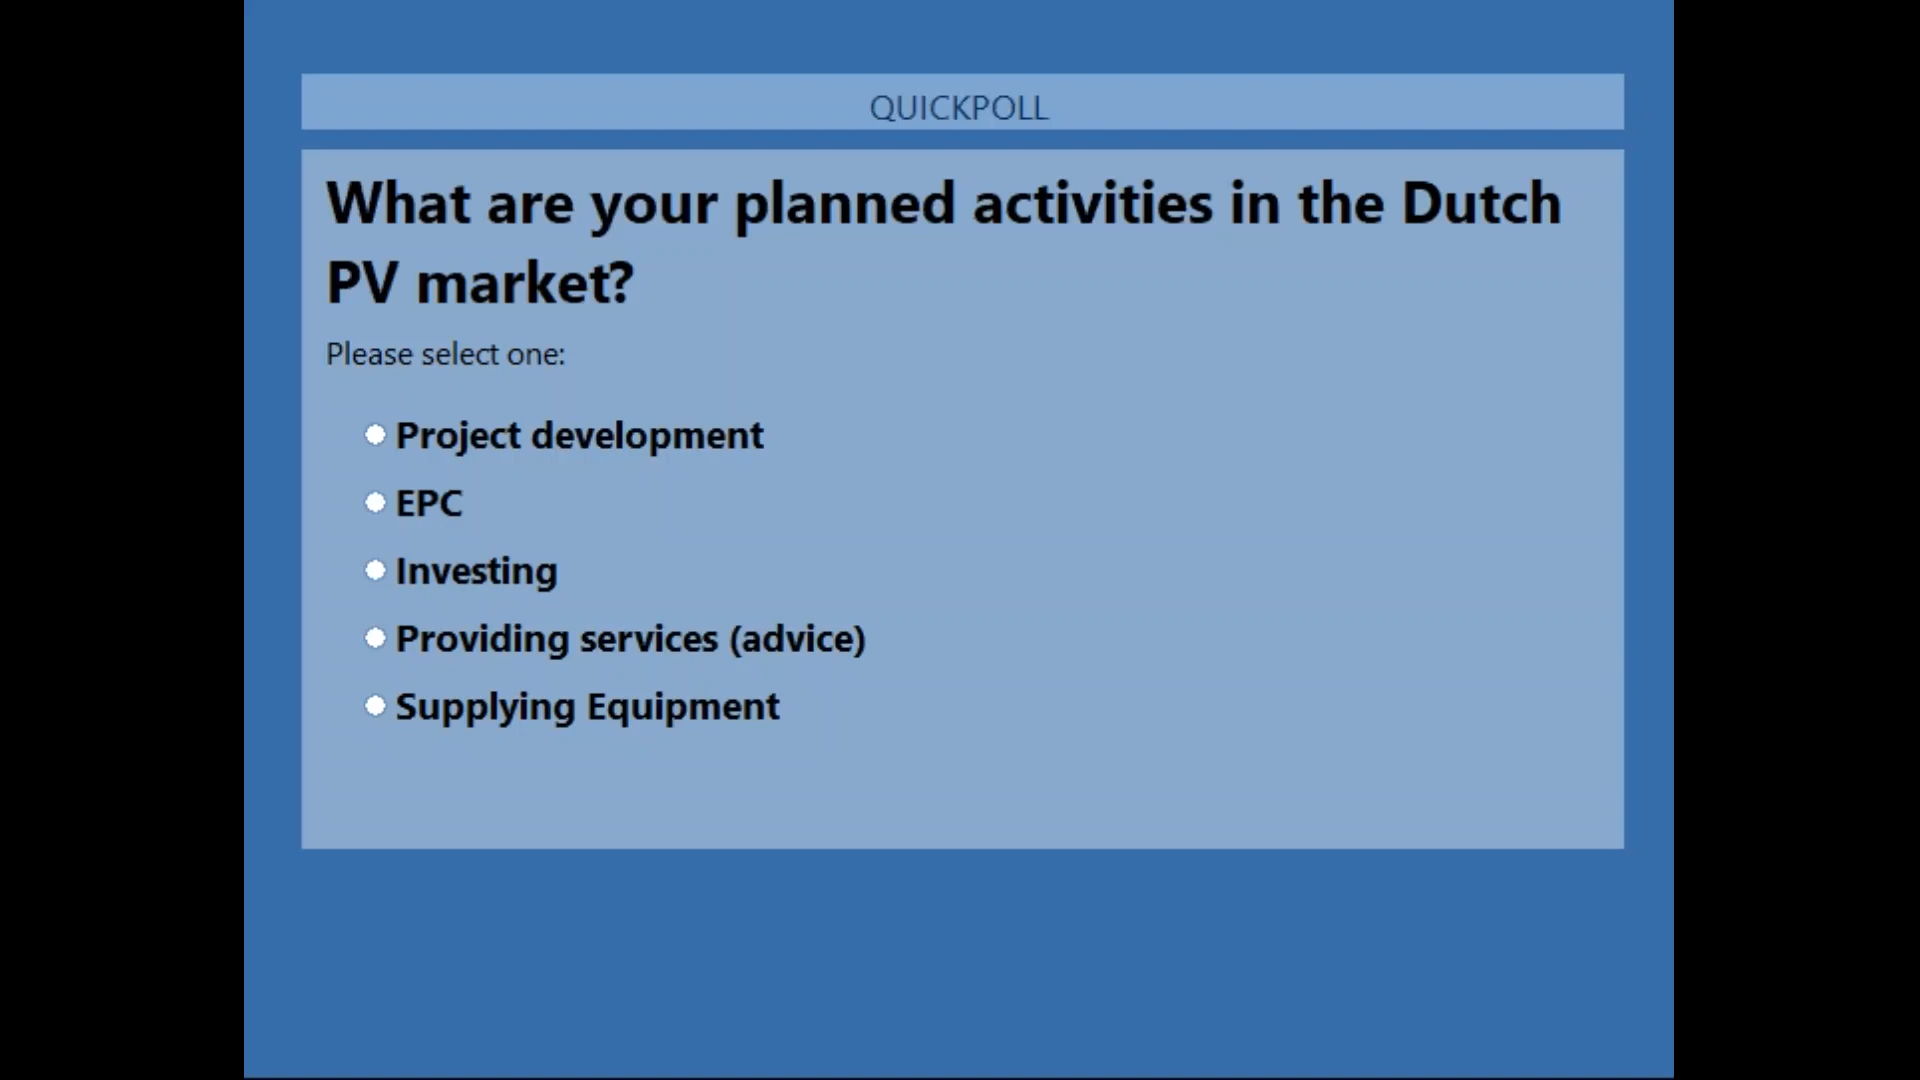 QUICKPOLL
What are your planned activities in the Dutch
PV market?
Please select one:
Project development
EPC
Investing
Providing services (advice)
Supplying Equipment